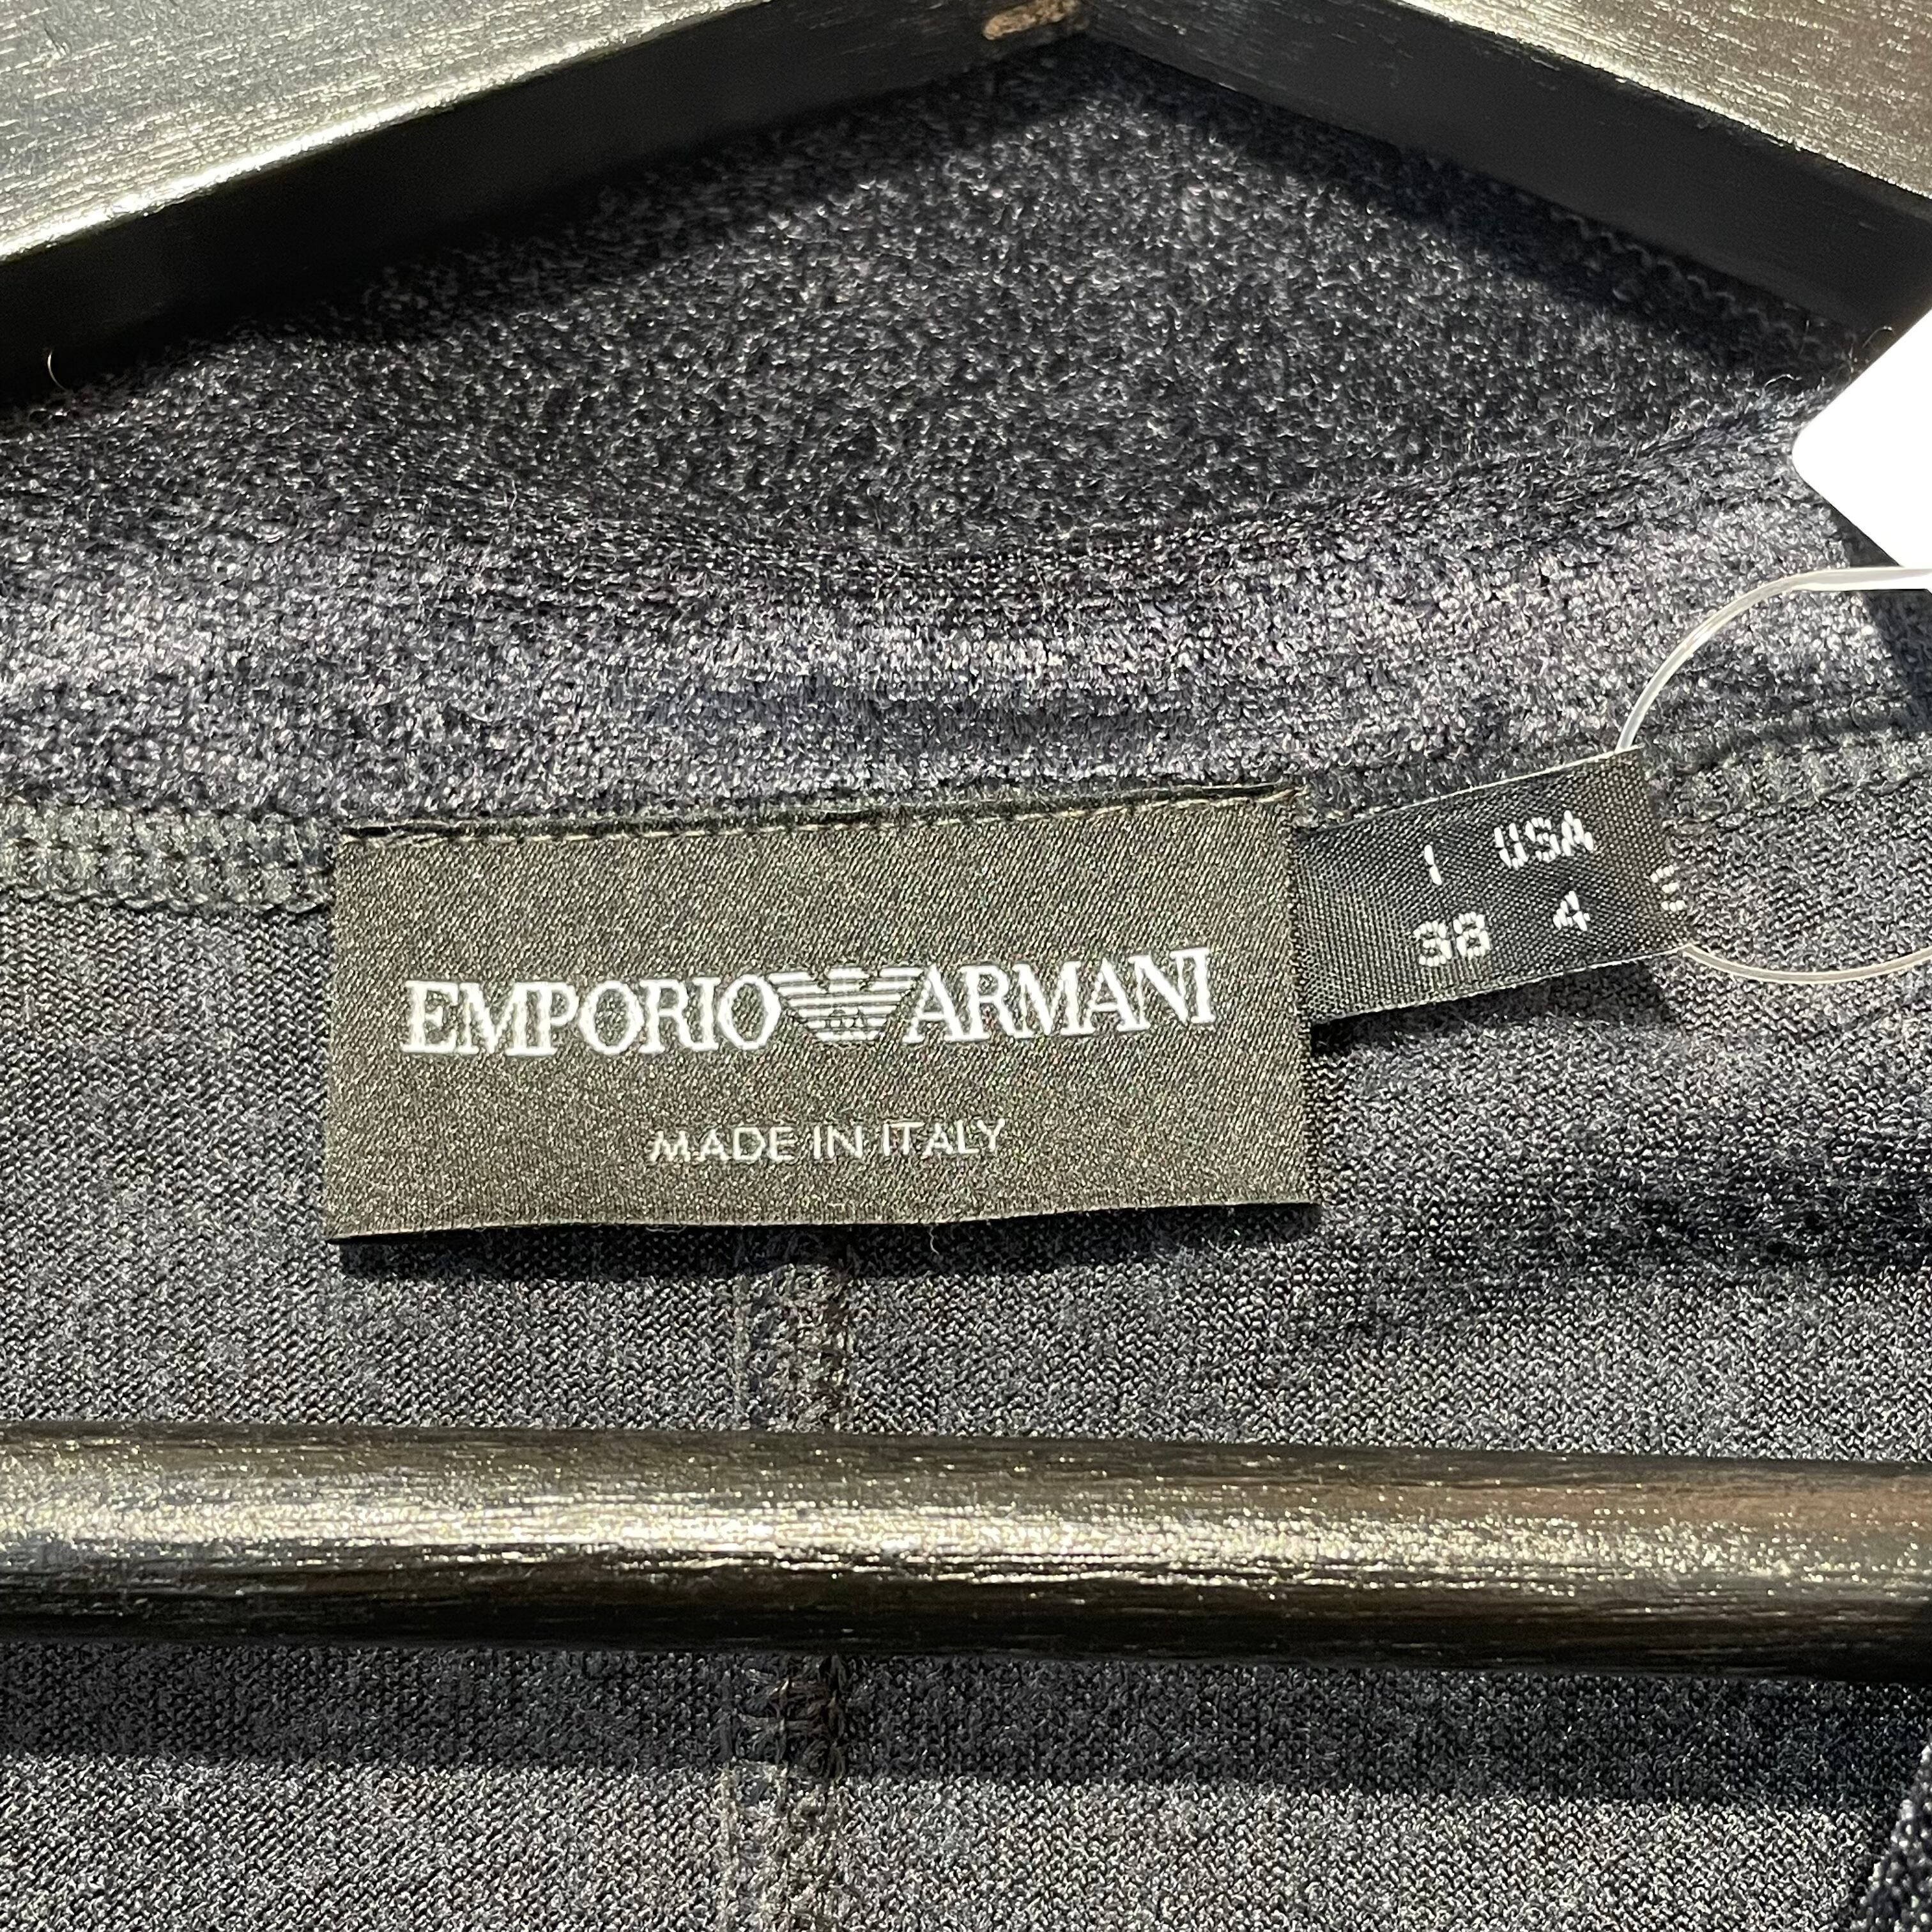 EMPORIO ARMANI
MADE IN ITALY
I USA
38 4